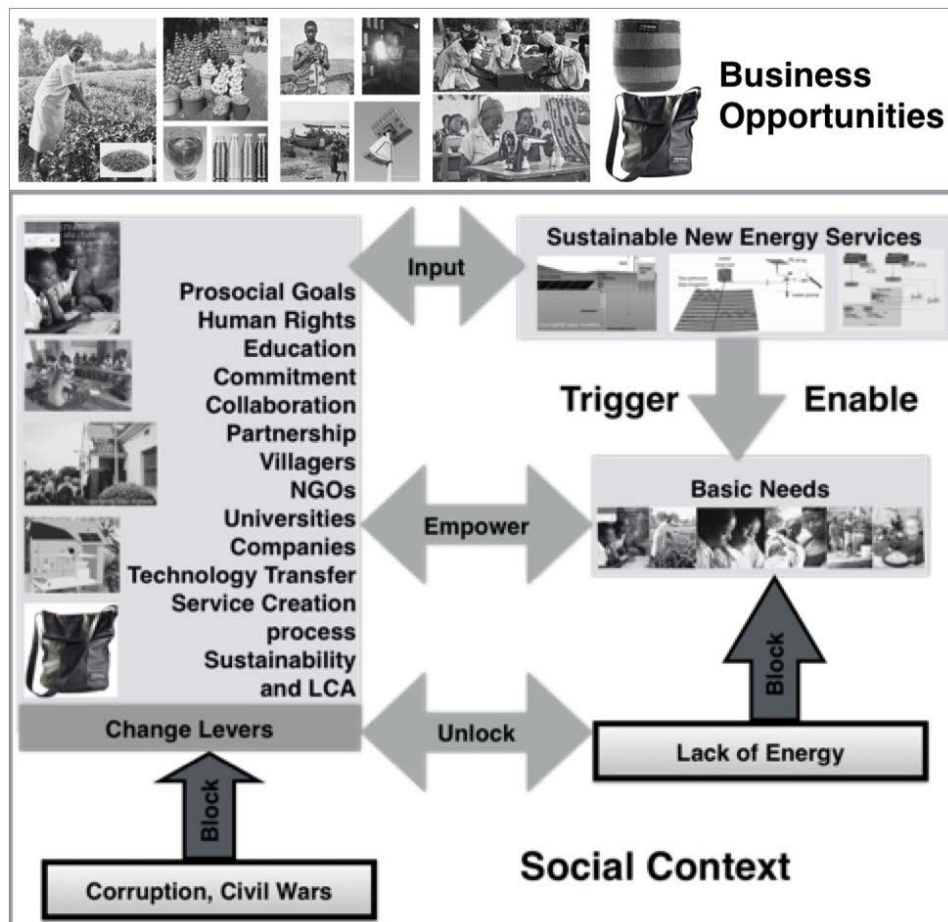 Business
Opportunities
Input
Sustainable New Energy Services
Prosocial Goals
Human Rights
Education
Commitment
Collaboration
Partnership
Villagers
NGOs
Universities
Companies
Technology Transfer
Service Creation
process
Sustainability
and LCA
Change Levers
Trigger
Enable
Empower
Basic Needs
Block
Unlock
Lack of Energy
Block
Corruption, Civil Wars
Social Context